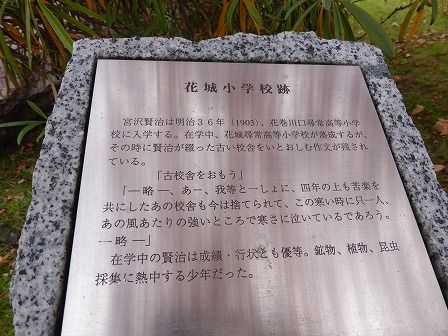 花城小学校跡
宮沢賢治は明治36年(1903)、花巻川口尋常高等小学
校に入学する。在学中、花城尋常高等小学校が落成するが、
その時に賢治が綴った古い校舎をいとおしむ作文が残され
ている。
「古校舎をおもう」
「―略―、あー、我等と一しょに、四年の上も苦楽を
共にしたあの校舎も今は捨てられて、この寒い時に只一人、
あの風あたりの強いところで寒さに泣いているであろう。
―略―」
在学中の賢治は成績・行状とも優等。鉱物、植物、昆虫
採集に熱中する少年だった。